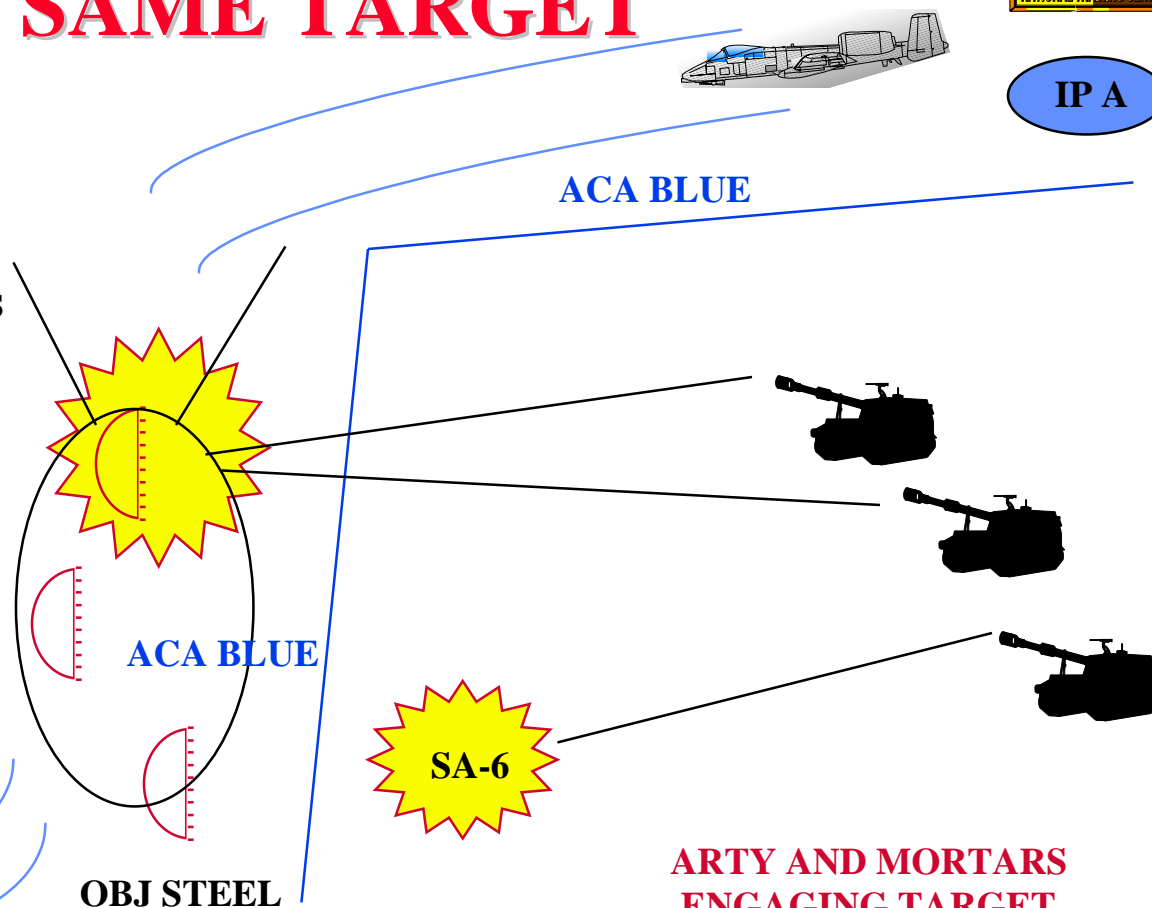 SAME TARGET
IP A
ACA BLUE
ACA BLUE
SA-6
ARTY AND MORTARS
ENGAGING TARGET
OBJ STEEL